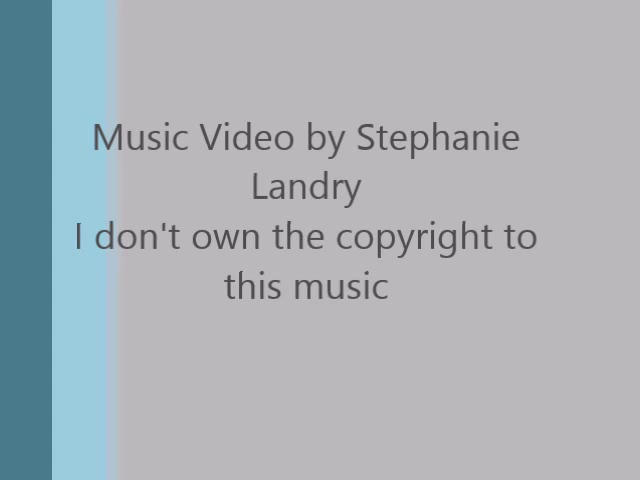 Music Video by Stephanie
Landry
I don't own the copyright to
this music